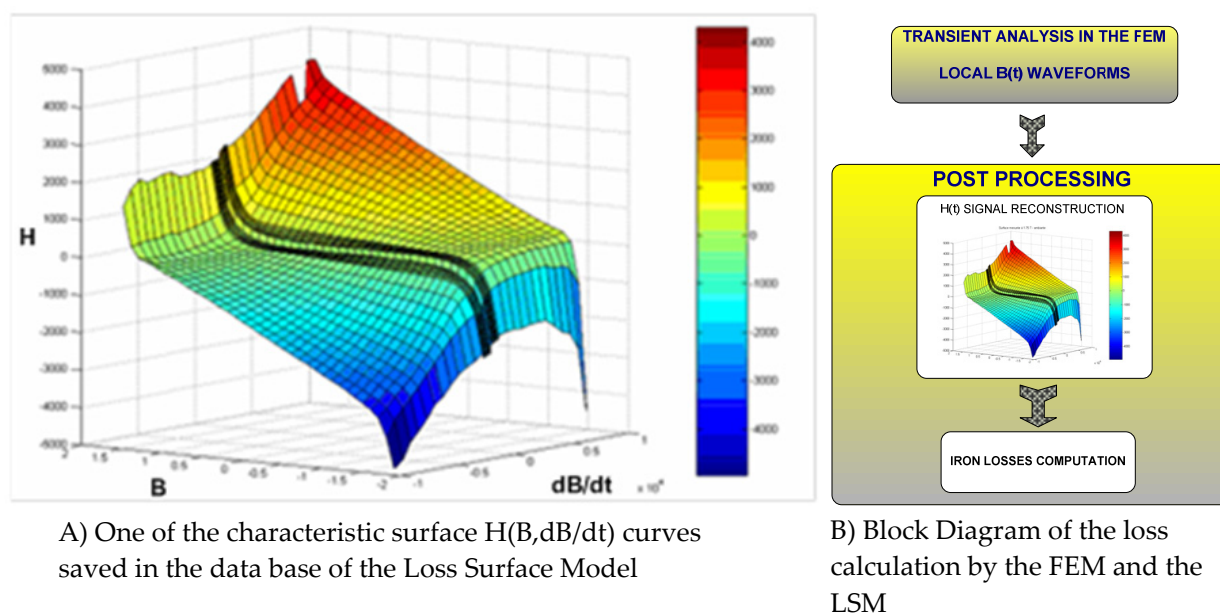 5000
4000
3000
2000
1000
0
-1000
-2000
-3000
-4000
-5000
H
2
1.5
1
0.5
0
-0.5
-1
-1.5
-2
B
-1
-0.5
0
0.5
1
dB/dt
4000
3000
1000
0
-1000
-2000
-3000
-4000
A) One of the characteristic surface H(B,dB/dt) curves
saved in the data base of the Loss Surface Model
TRANSIENT ANALYSIS IN THE FEM
LOCAL B(t) WAVEFORMS
POST PROCESSING
H(t) SIGNAL RECONSTRUCTION
IRON LOSSES COMPUTATION
B) Block Diagram of the loss
calculation by the FEM and the
LSM